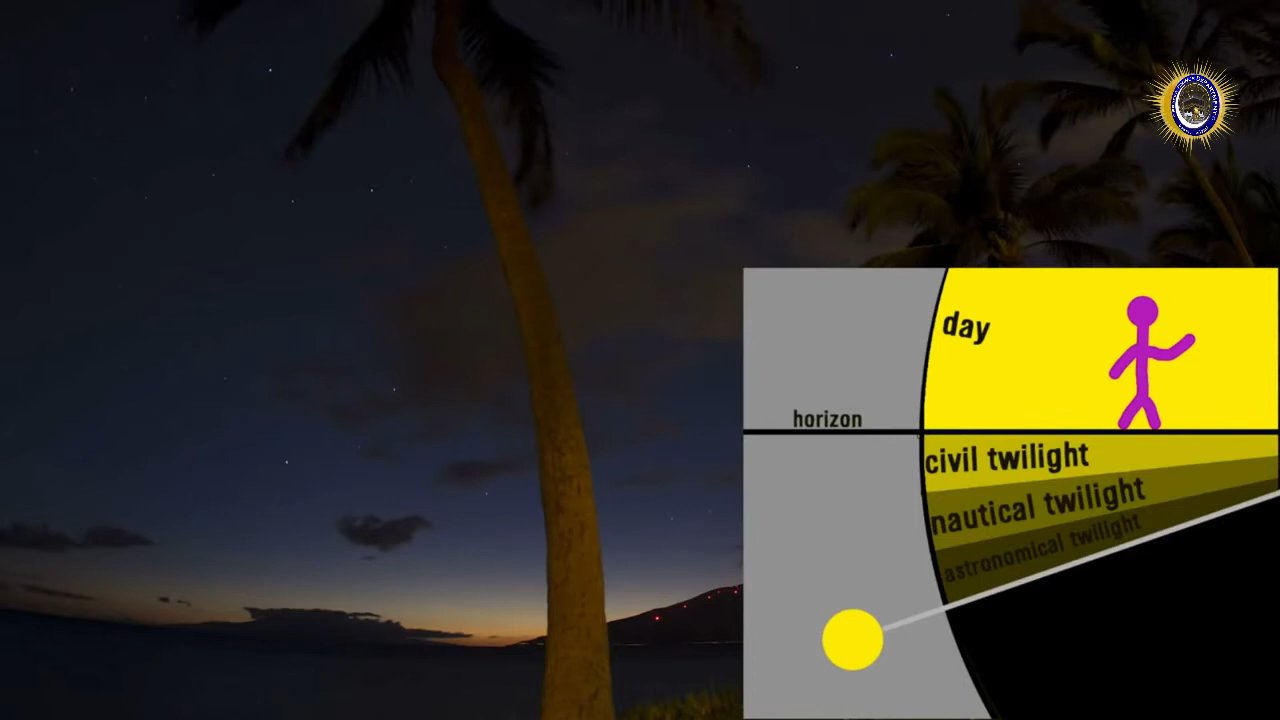 day
horizon
civil twilight
nautical twilight
astronomical twilight